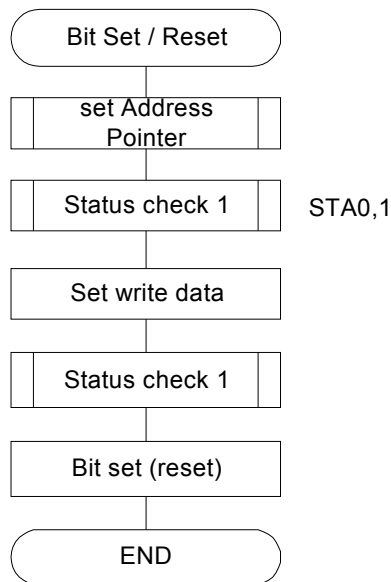 Bit Set / Reset
set Address
Pointer
Status check 1
STA0,1
Set write data
Status check 1
Bit set (reset)
END